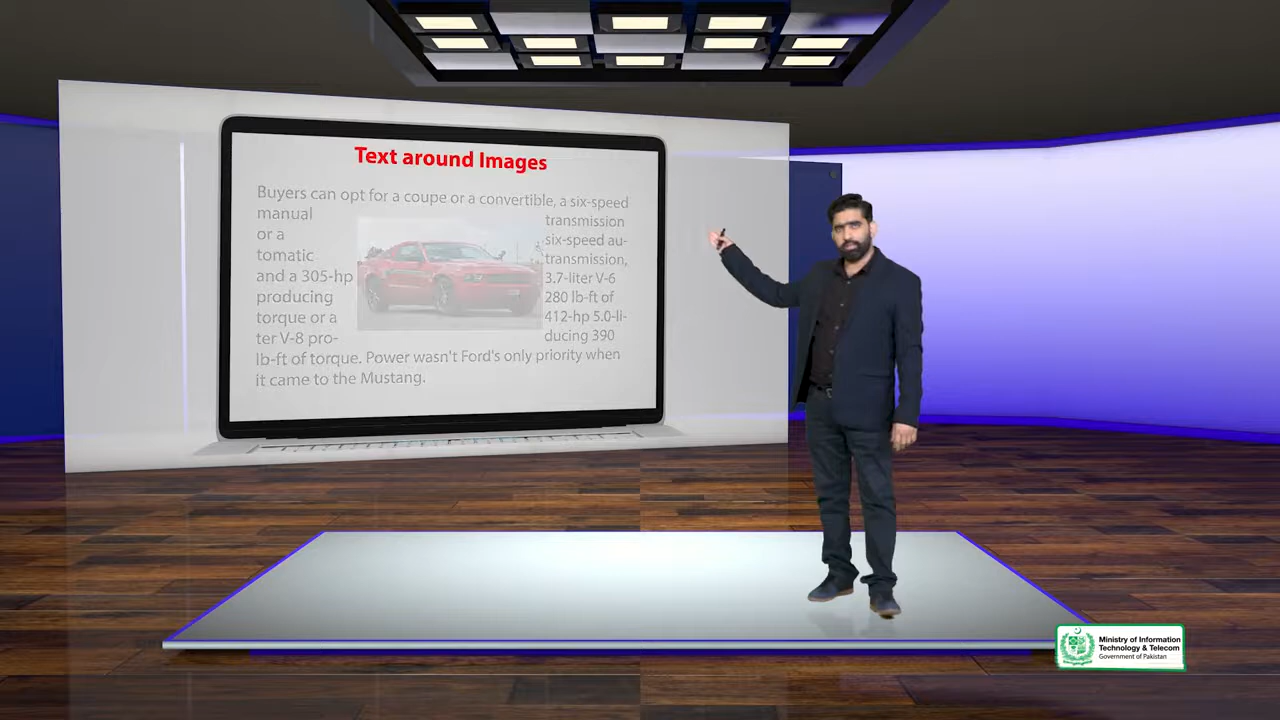 Text around Images
Buyers can opt for a coupe or a convertible, a six-speed
manual transmission
or a six-speed au-
tomatic transmission,
and a 305-hp 3.7-liter V-6
producing 280 lb-ft of
torque or a 412-hp 5.0-li-
ter V-8 pro- ducing 390
lb-ft of torque. Power wasn't Ford's only priority when
it came to the Mustang.
Ministry of Information
Technology & Telecom
Government of Pakistan